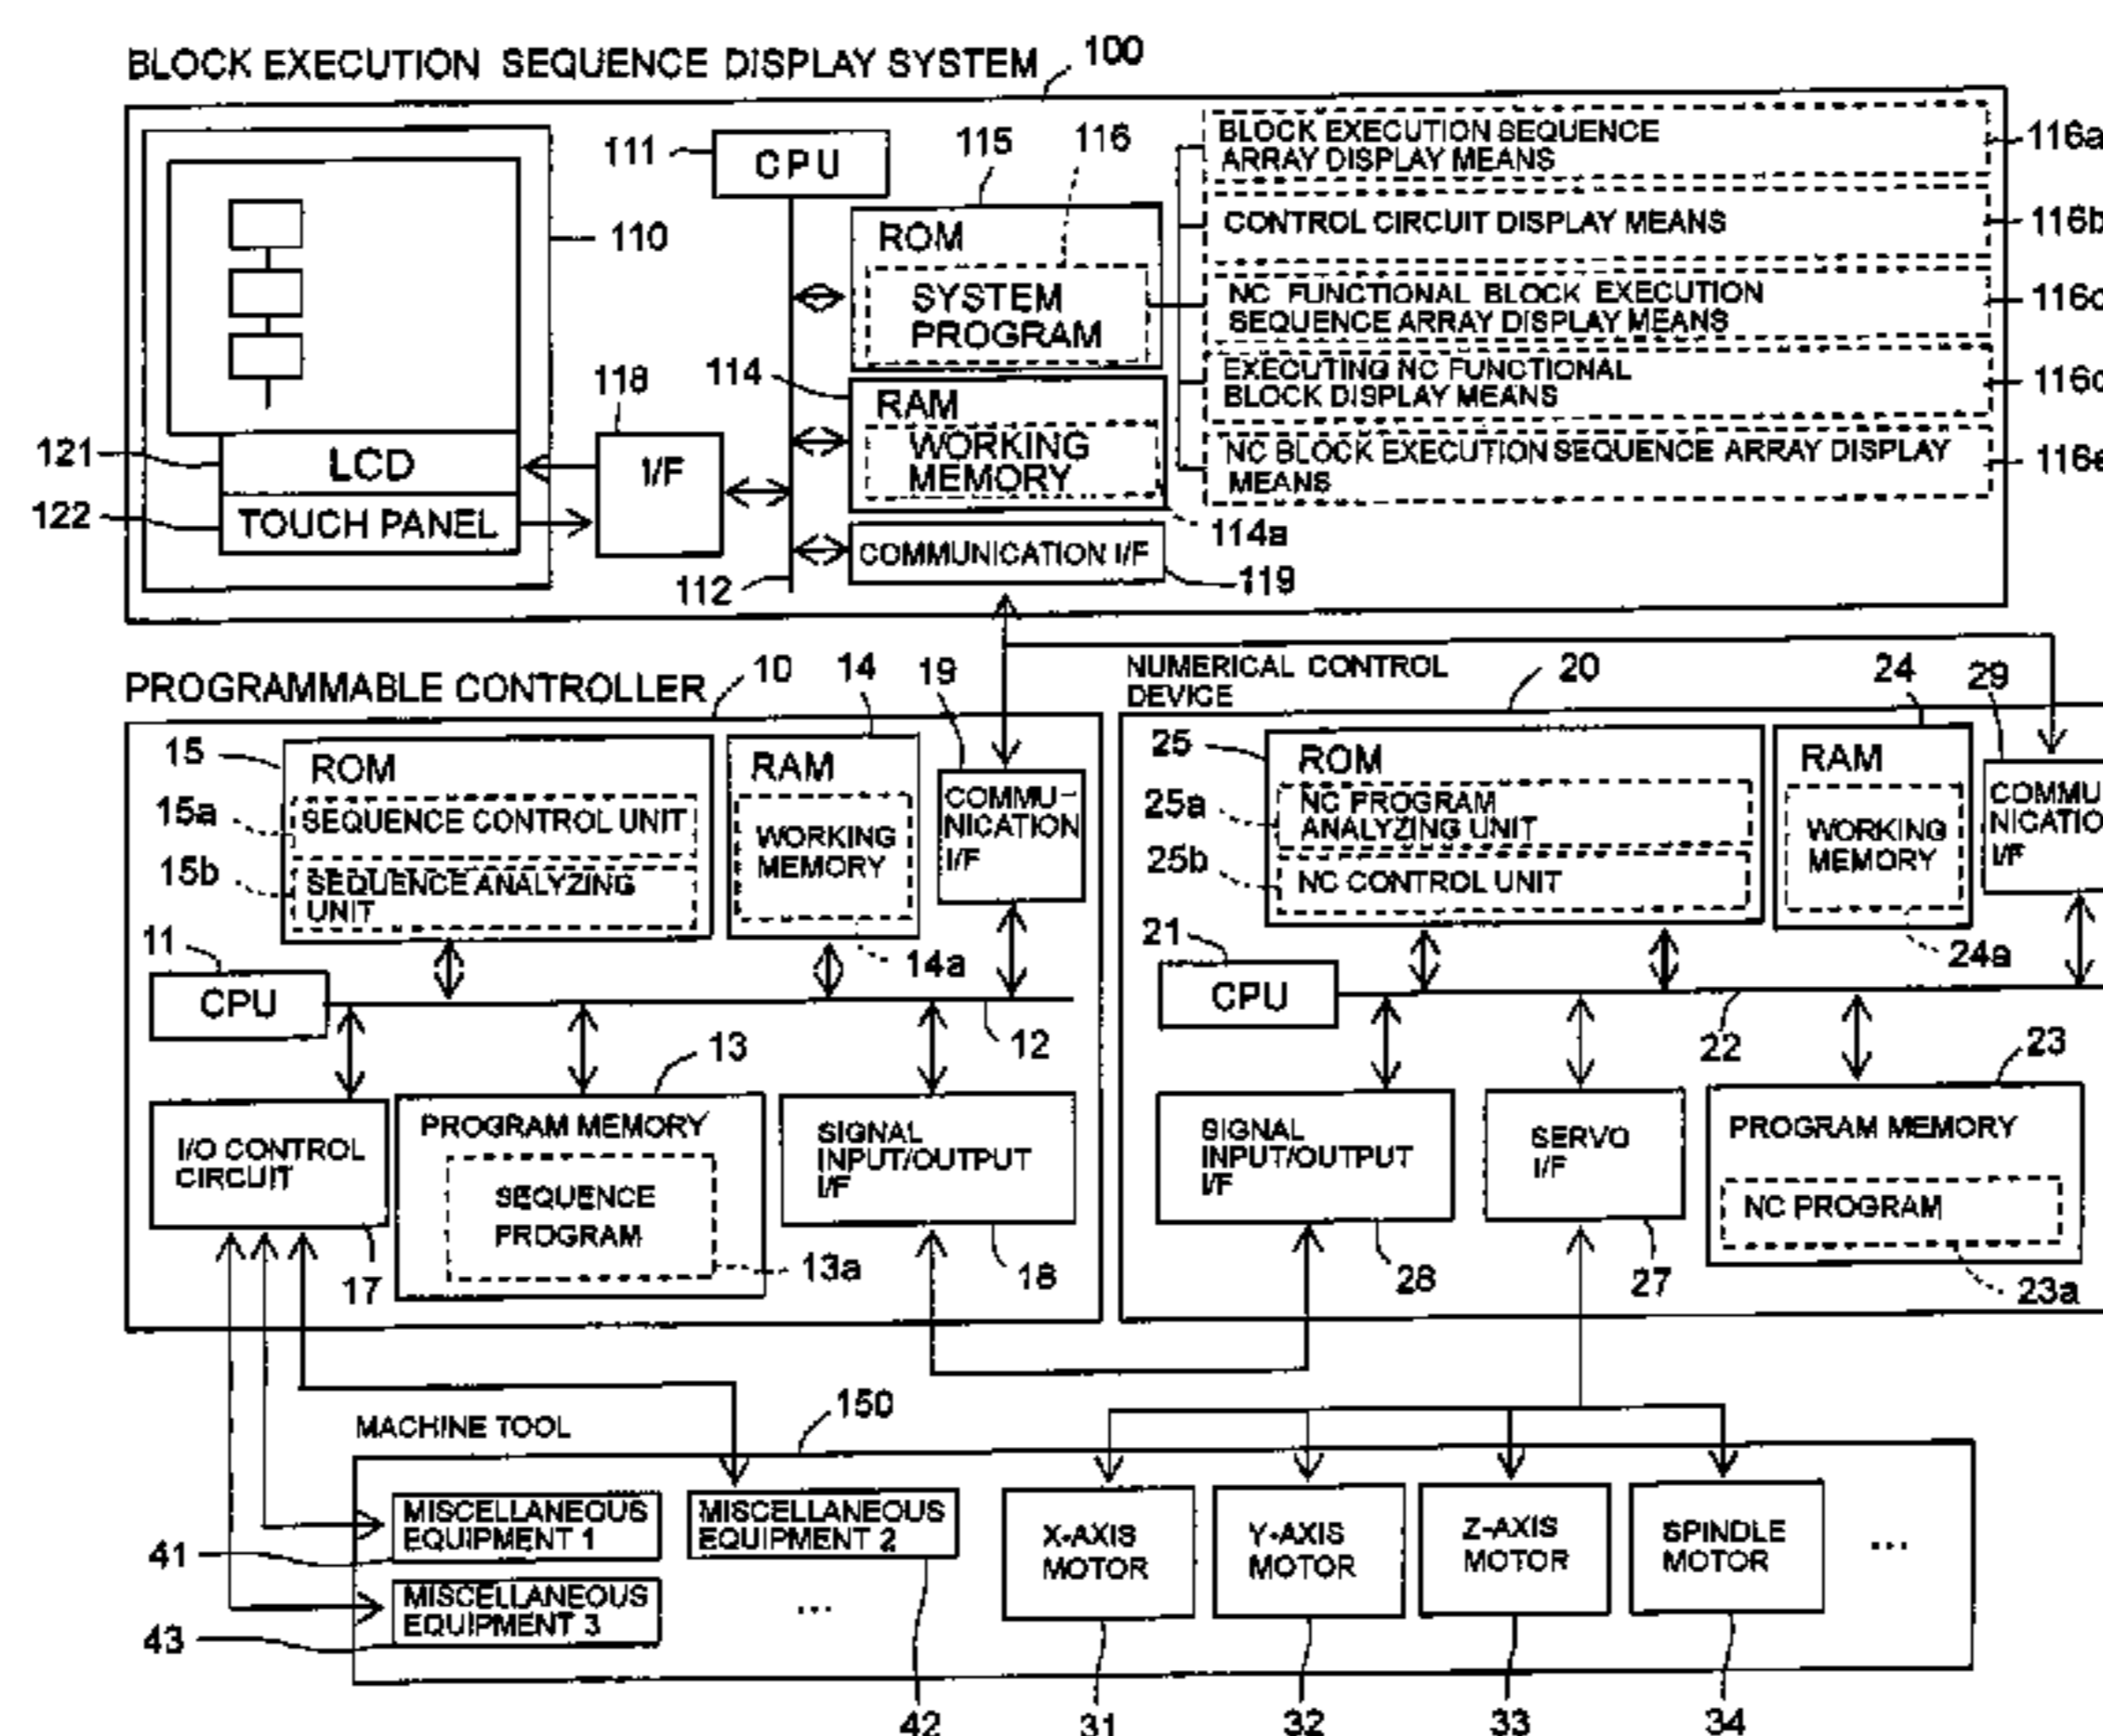 BLOCK EXECUTION SEQUENCE DISPLAY SYSTEM 100
111
CPU
115
116
BLOCK EXECUTION SEQUENCE
ARRAY DISPLAY MEANS
116a
110
ROM
SYSTEM
PROGRAM
CONTROL CIRCUIT DISPLAY MEANS
116b
NC FUNCTIONAL BLOCK EXECUTION
SEQUENCE ARRAY DISPLAY MEANS
116c
118
114
RAM
WORKING
MEMORY
EXECUTING NC FUNCTIONAL
BLOCK DISPLAY MEANS
121
LCD
I/F
NC BLOCK EXECUTION SEQUENCE ARRAY DISPLAY
MEANS
116e
122
TOUCH PANEL
114a
COMMUNICATION I/F
112
119
PROGRAMMABLE CONTROLLER
10
14
19
NUMERICAL CONTROL
DEVICE
20
24
29
15
ROM
15a
SEQUENCE CONTROL UNIT
15b
SEQUENCE ANALYZING
UNIT
RAM
WORKING
MEMORY
14a
COMMU-
NICATION
I/F
25
ROM
25a
NC PROGRAM
ANALYZING UNIT
25b
NC CONTROL UNIT
RAM
WORKING
MEMORY
24a
COMMU
NICATIO
I/F
11
CPU
12
21
CPU
22
13
23
I/O CONTROL
CIRCUIT
17
PROGRAM MEMORY
SEQUENCE
PROGRAM
13a
SIGNAL
INPUT/OUTPUT
I/F
18
SIGNAL
INPUT/OUTPUT
I/F
28
SERVO
I/F
27
PROGRAM MEMORY
NC PROGRAM
23a
MACHINE TOOL
150
MISCELLANEOUS
EQUIPMENT 1
41
MISCELLANEOUS
EQUIPMENT 2
MISCELLANEOUS
EQUIPMENT 3
43
...
X-AXIS
MOTOR
Y-AXIS
MOTOR
Z-AXIS
MOTOR
SPINDLE
MOTOR
...
42
31
32
33
34